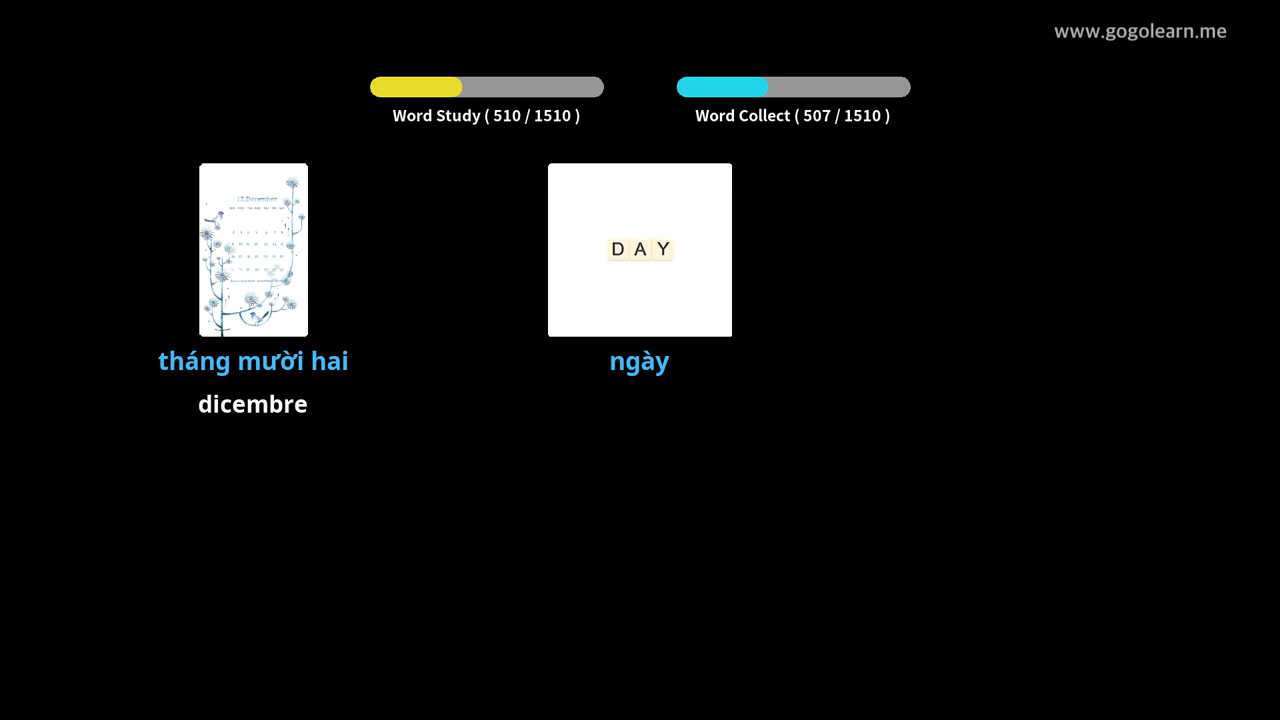 www.gogolearn.me
Word Study ( 510 / 1510 )
Word Collect ( 507 / 1510 )
12.December
DAY
tháng mười hai
ngày
dicembre